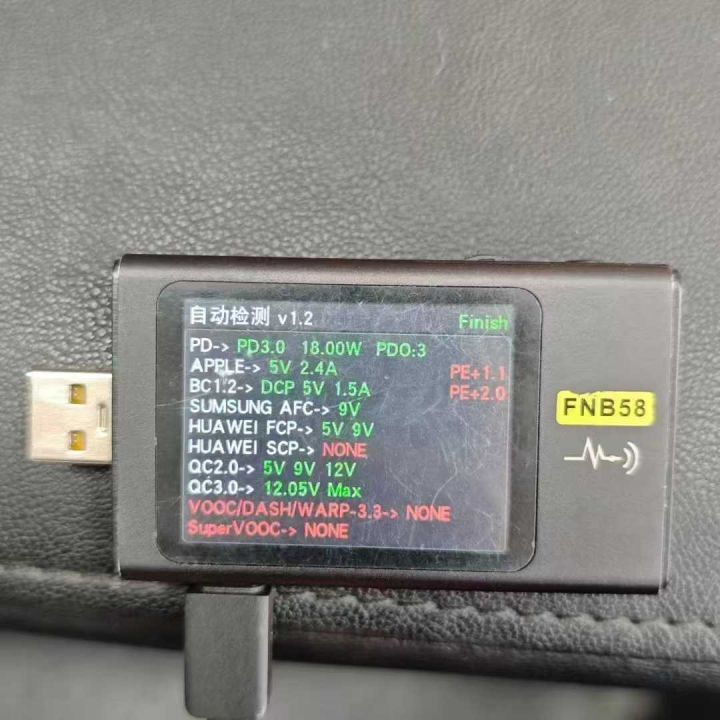 自动检测 v1.2 Finish
PD-> PD3.0 18.00W PDO:3
APPLE-> 5V 2.4A PE+1.1
BC1.2-> DCP 5V 1.5A PE+2.0
SUMSUNG AFC-> 9V
HUAWEI FCP-> 5V 9V
HUAWEI SCP-> NONE
QC2.0-> 5V 9V 12V
QC3.0-> 12.05V Max
VOOC/DASH/WARP-3.3-> NONE
SuperVOOC-> NONE
FNB58